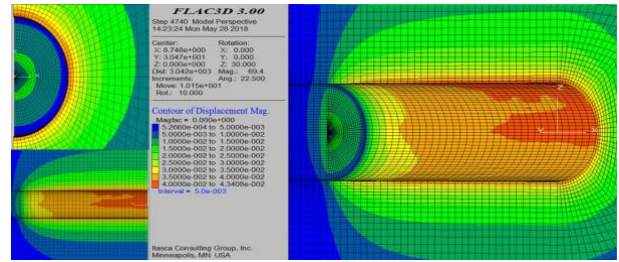 FLAC3D 3.00
Step 4740 Model Perspective
14:23:24 Mon May 28 2018
Center: Rotation:
X: 8.748e+000 X: 0.000
Y: 3.047e+001 Y: 0.000
Z: 0.000e+000 Z: 30.000
Dist: 3.042e+003 Mag.: 69.4
Increments: Ang.: 22.500
Move: 1.015e+001
Rot.: 10.000
Contour of Displacement Mag.
Magfac = 0.000e+000
5.2660e-004 to 5.0000e-003
5.0000e-003 to 1.0000e-002
1.0000e-002 to 1.5000e-002
1.5000e-002 to 2.0000e-002
2.0000e-002 to 2.5000e-002
2.5000e-002 to 3.0000e-002
3.0000e-002 to 3.5000e-002
3.5000e-002 to 4.0000e-002
4.0000e-002 to 4.3408e-002
Interval = 5.0e-003
Itasca Consulting Group, Inc.
Minneapolis, MN USA
Z
Y
X